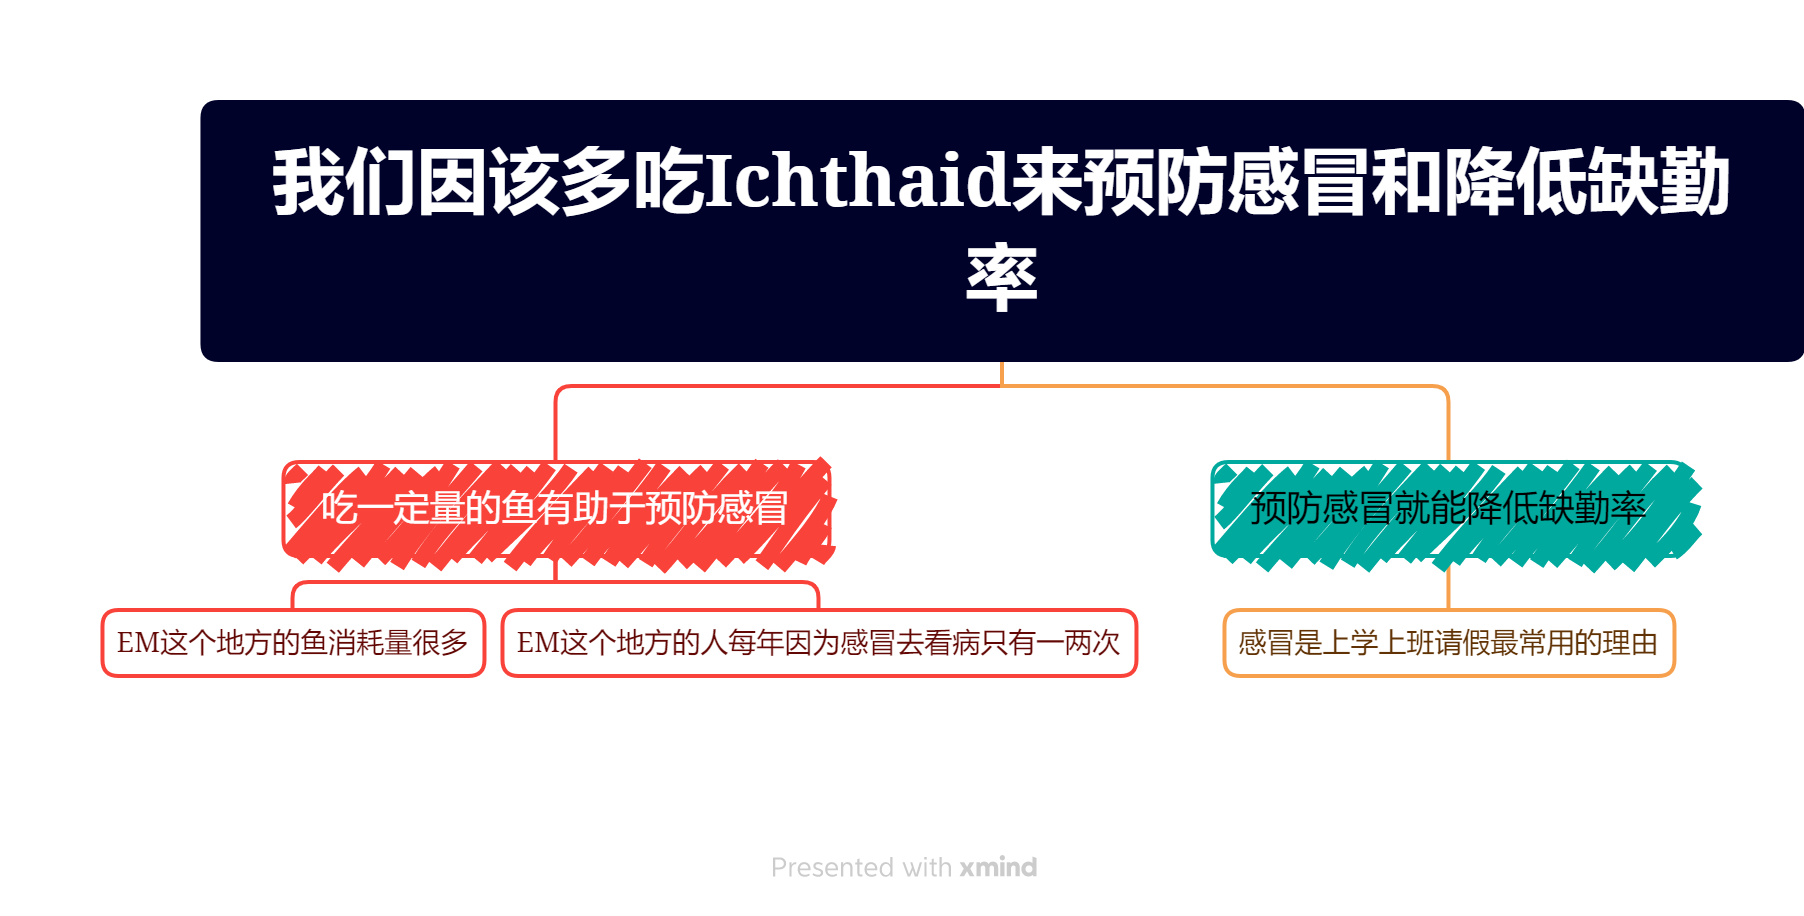 我们因该多吃Ichthaid来预防感冒和降低缺勤
率
吃一定量的鱼有助于预防感冒
预防感冒就能降低缺勤率
EM这个地方的鱼消耗量很多
EM这个地方的人每年因为感冒去看病只有一两次
感冒是上学上班请假最常用的理由
Presented with xmind